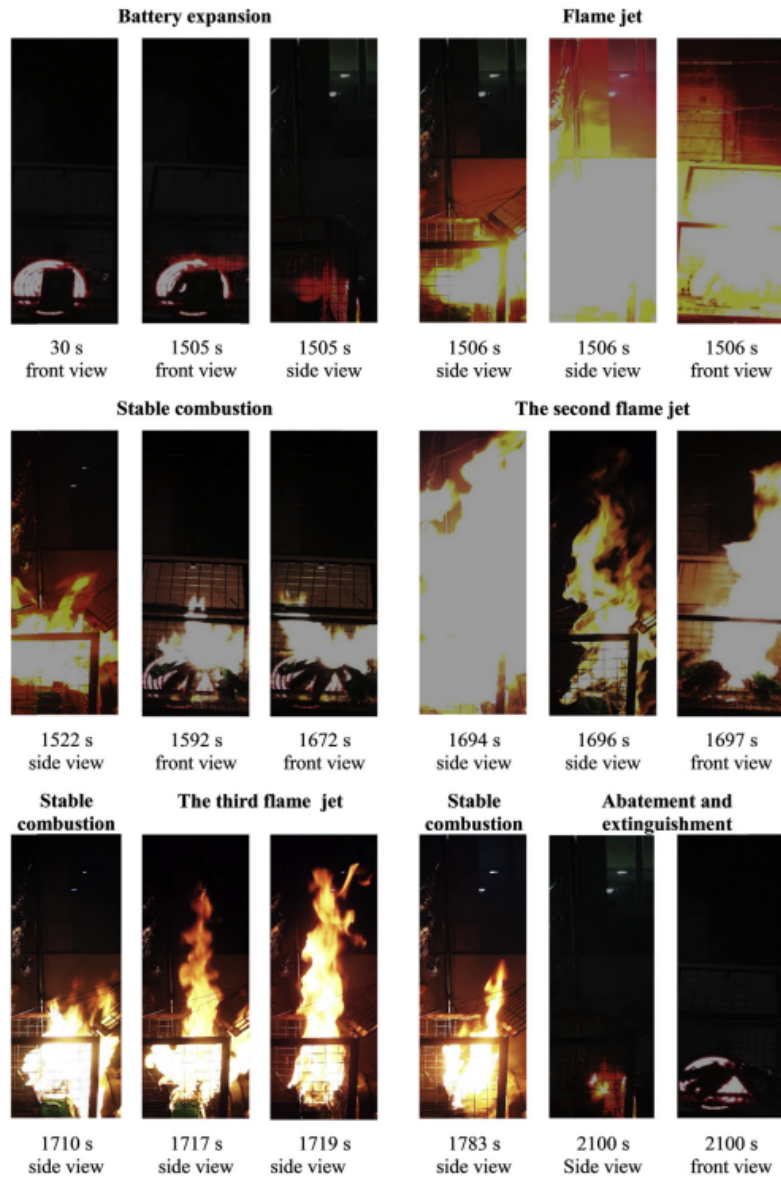 Battery expansion
Flame jet
30 s
front view
1505 s
front view
1505 s
side view
1506 s
side view
1506 s
side view
1506 s
front view
Stable combustion
The second flame jet
1522 s
side view
1592 s
front view
1672 s
front view
1694 s
side view
1696 s
side view
1697 s
front view
Stable
combustion
The third flame jet
Stable
combustion
Abatement and
extinguishment
1710 s
side view
1717 s
side view
1719 s
side view
1783 s
side view
2100 s
Side view
2100 s
front view